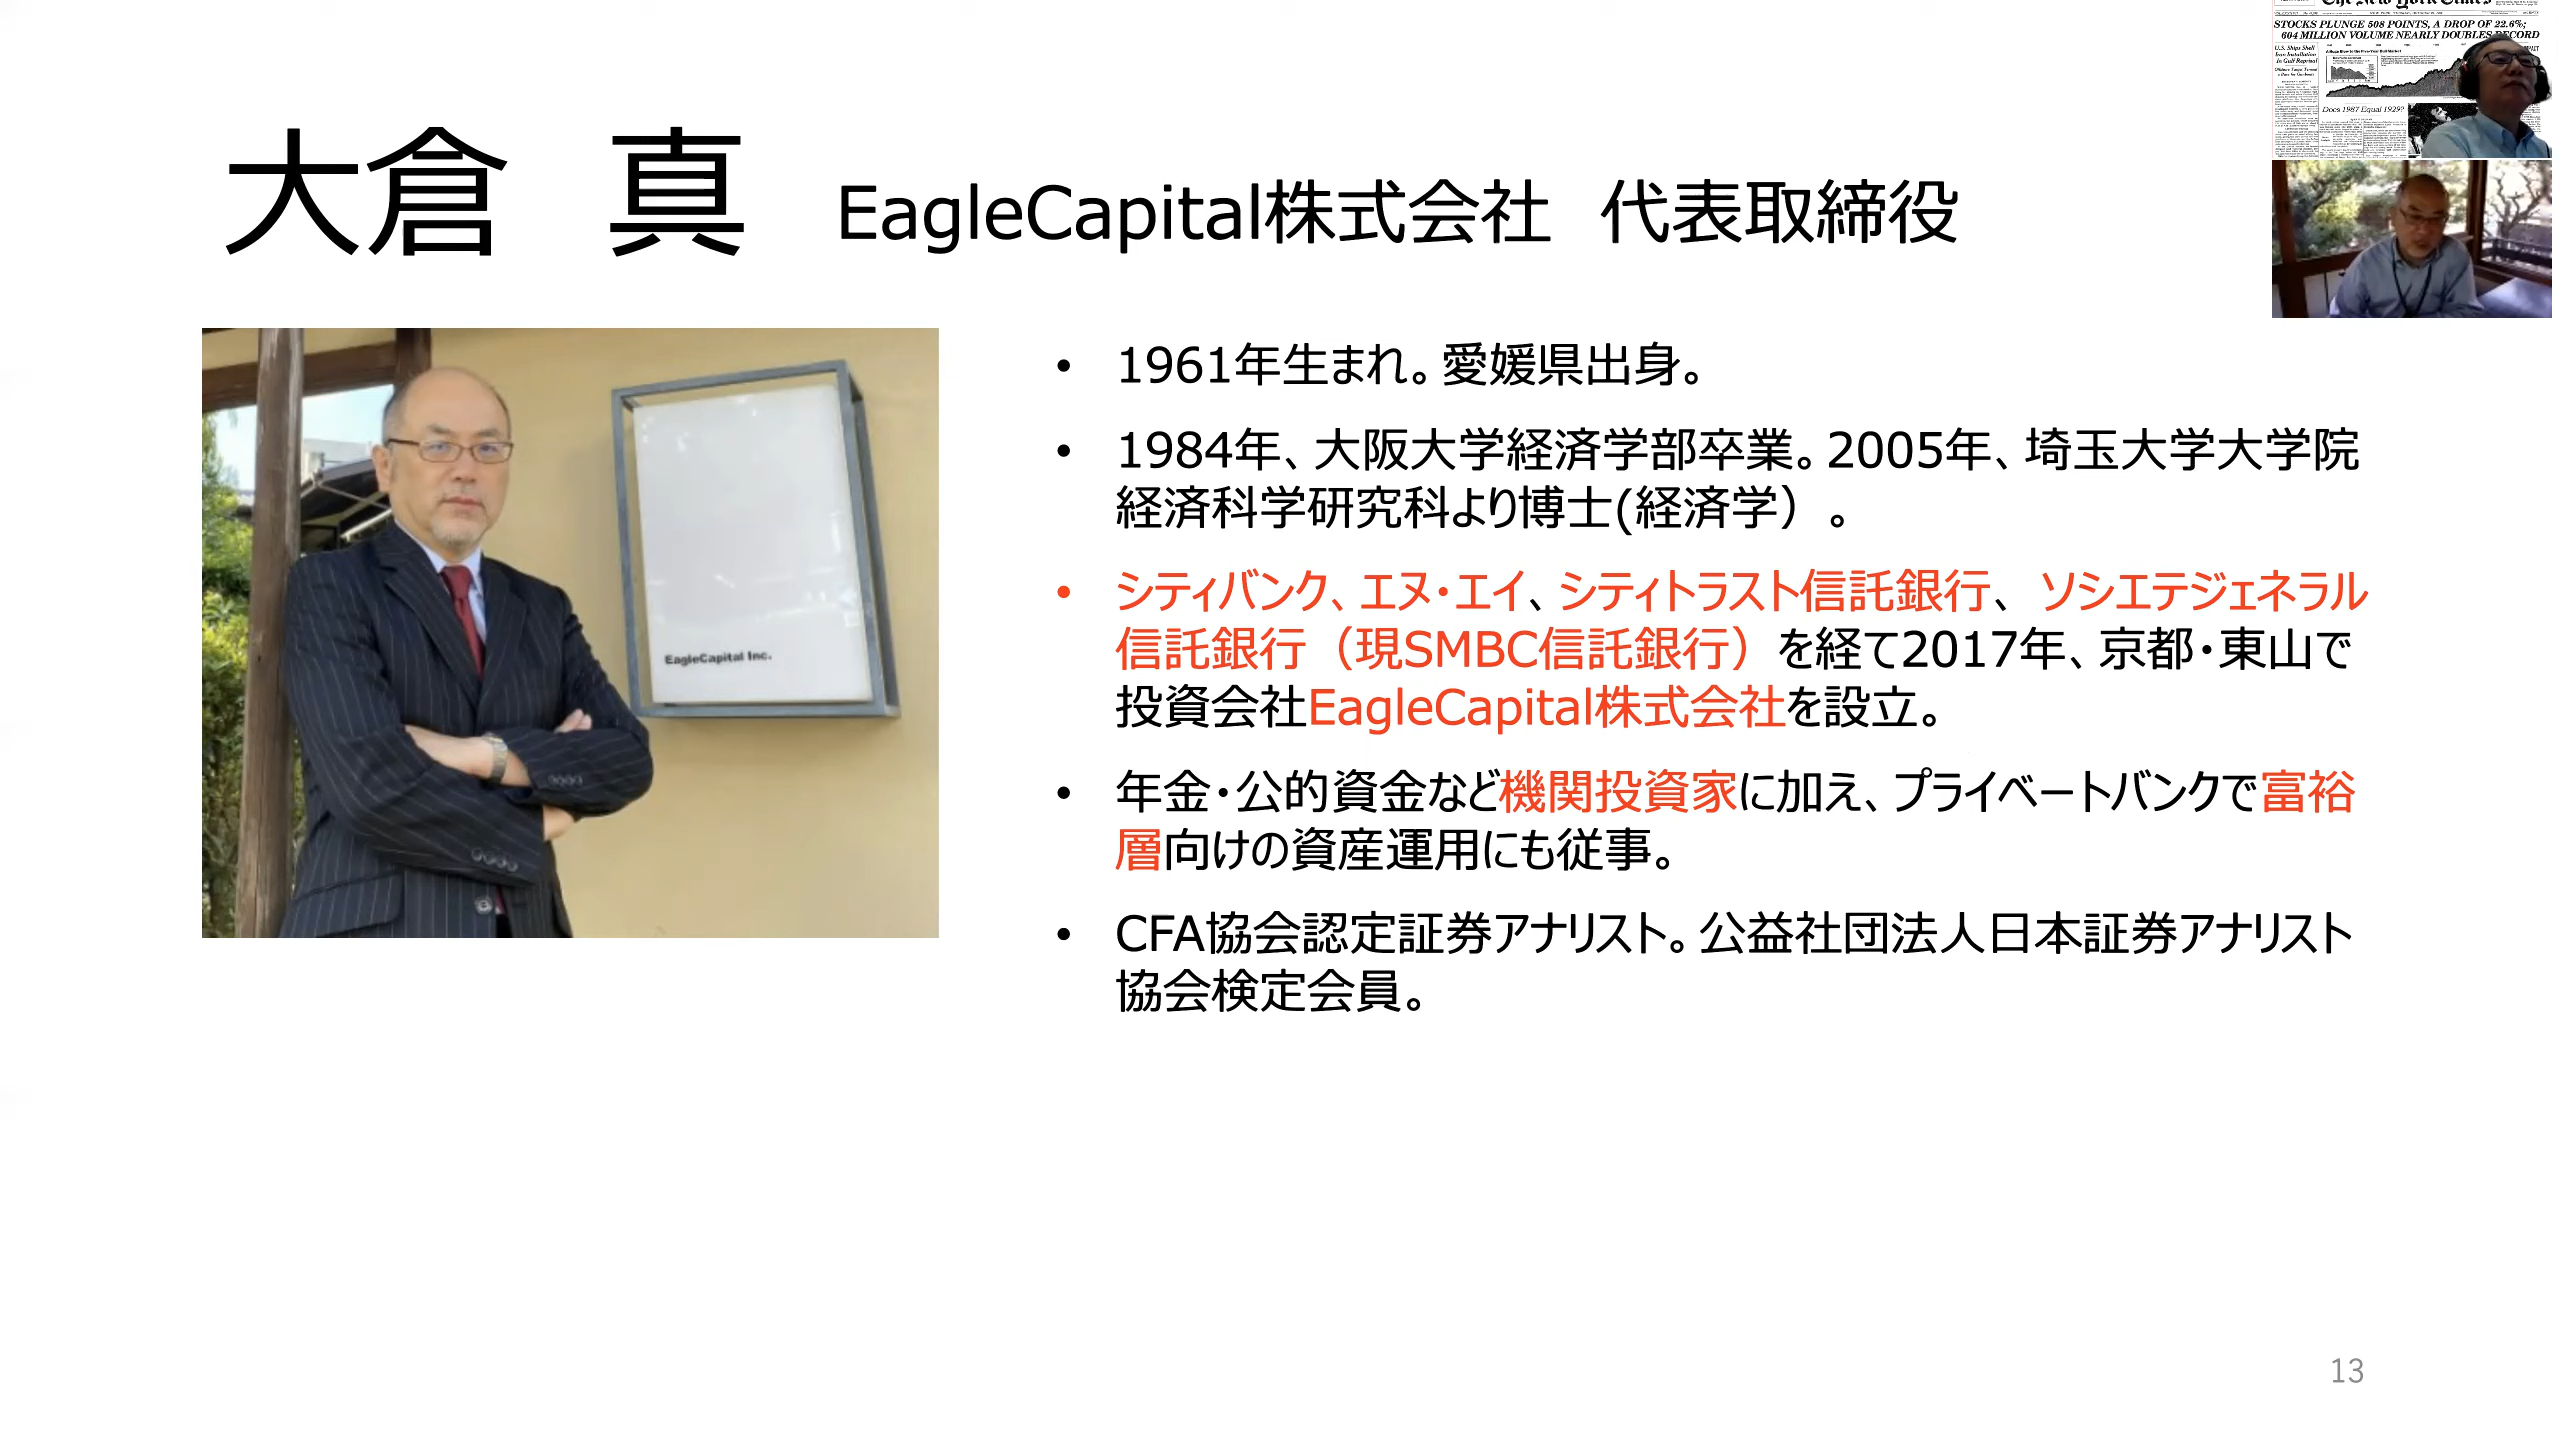 The New York Times
STOCKS PLUNGE 508 POINTS, A DROP OF 22.6%;
604 MILLION VOLUME NEARLY DOUBLES RECORD
U.S. Ships Shell
Iran Installation
In Gulf Reprisal
Does 1987 Equal 1929?
大倉　真 EagleCapital株式会社　代表取締役
EagleCapital Inc.
• 1961年生まれ。愛媛県出身。
• 1984年、大阪大学経済学部卒業。2005年、埼玉大学大学院
経済科学研究科より博士(経済学）。
• シティバンク、エヌ・エイ、シティトラスト信託銀行、ソシエテジェネラル
信託銀行（現SMBC信託銀行）を経て2017年、京都・東山で
投資会社EagleCapital株式会社を設立。
• 年金・公的資金など機関投資家に加え、プライベートバンクで富裕
層向けの資産運用にも従事。
• CFA協会認定証券アナリスト。公益社団法人日本証券アナリスト
協会検定会員。
13